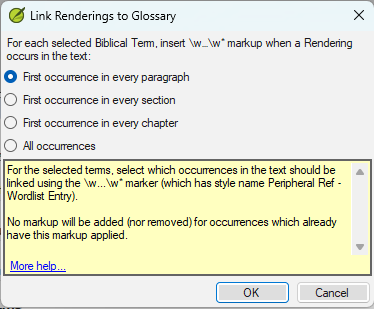 Link Renderings to Glossary
For each selected Biblical Term, insert \w...\w* markup when a Rendering
occurs in the text:
First occurrence in every paragraph
First occurrence in every section
First occurrence in every chapter
All occurrences
For the selected terms, select which occurrences in the text should be
linked using the \w...\w* marker (which has style name Peripheral Ref -
Wordlist Entry).
No markup will be added (nor removed) for occurrences which already
have this markup applied.
More help...
OK
Cancel